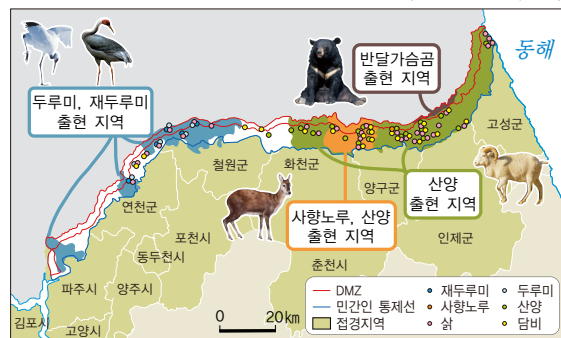 동해
반달가슴곰
출현 지역
두루미, 재두루미
출현 지역
고성군
철원군
화천군
양구군
산양
출현 지역
연천군
사향노루, 산양
출현 지역
인제군
포천시
동두천시
춘천시
파주시
양주시
김포시
고양시
0 20km
DMZ
민간인 통제선
접경지역
재두루미
두루미
사향노루
산양
삵
담비